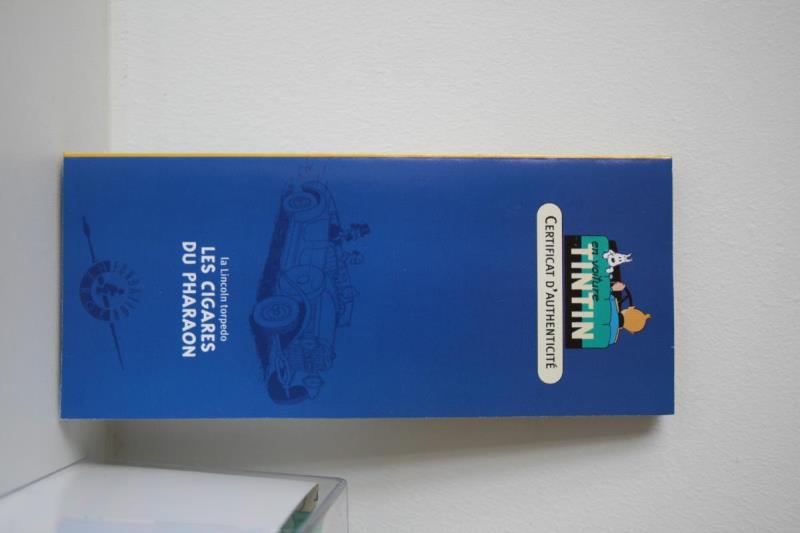 en voiture
TINTIN
CERTIFICAT D'AUTHENTICITÉ
la Lincoln torpedo
LES CIGARES
DU PHARAON